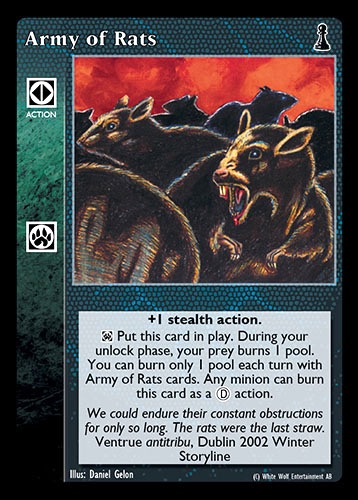 Army of Rats
ACTION
+1 stealth action.
Put this card in play. During your
unlock phase, your prey burns 1 pool.
You can burn only 1 pool each turn with
Army of Rats cards. Any minion can burn
this card as a D action.
We could endure their constant obstructions
for only so long. The rats were the last straw.
Ventrue antitribu, Dublin 2002 Winter
Storyline
Illus: Daniel Gelon
(C) White Wolf Entertainment AB